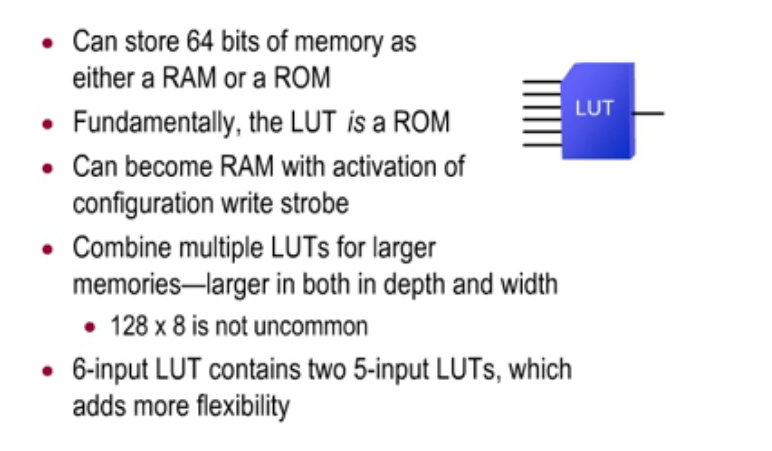 Can store 64 bits of memory as
either a RAM or a ROM
Fundamentally, the LUT is a ROM
Can become RAM with activation of
configuration write strobe
Combine multiple LUTs for larger
memories—larger in both in depth and width
128 x 8 is not uncommon
6-input LUT contains two 5-input LUTs, which
adds more flexibility
LUT